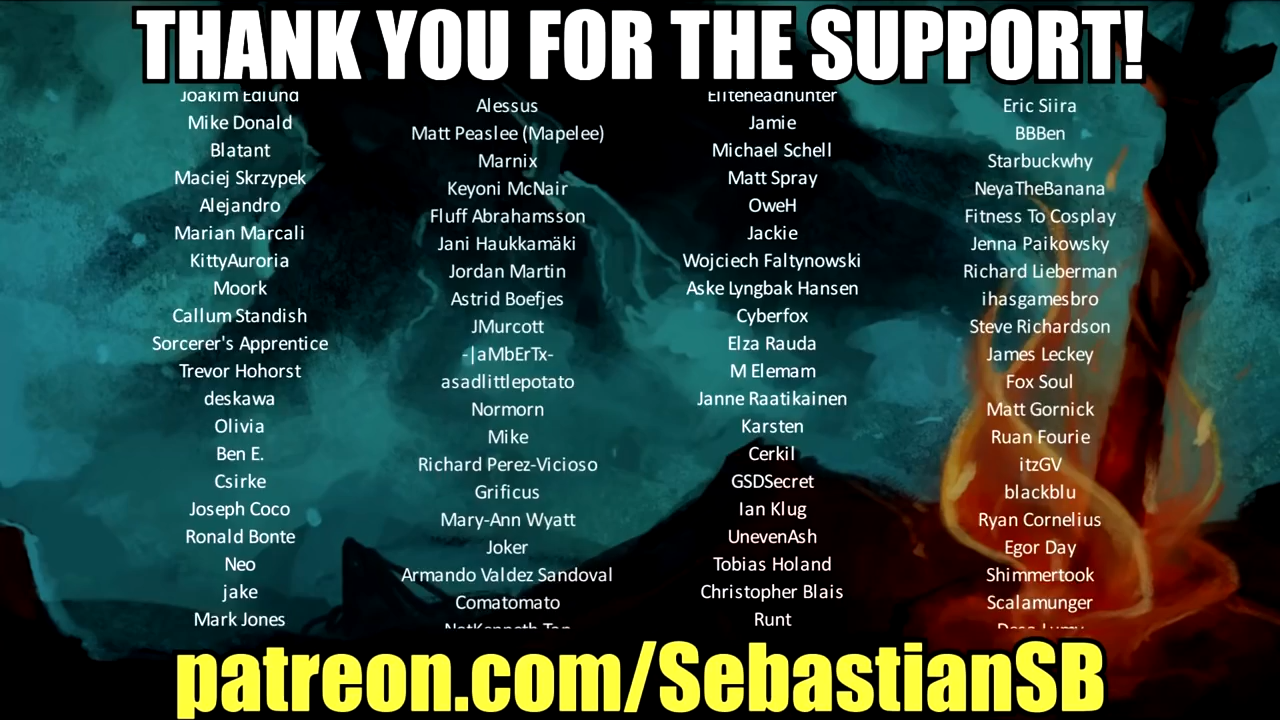 THANK YOU FOR THE SUPPORT!
Joakim Edlund
Mike Donald
Blatant
Maciej Skrzypek
Alejandro
Marian Marcali
KittyAuroria
Moork
Callum Standish
Sorcerer's Apprentice
Trevor Hohorst
deskawa
Olivia
Ben E.
Csirke
Joseph Coco
Ronald Bonte
Neo
jake
Mark Jones
Alessus
Matt Peaslee (Mapelee)
Marnix
Keyoni McNair
Fluff Abrahamsson
Jani Haukkamäki
Jordan Martin
Astrid Boefjes
JMurcott
-|aMbErTx-
asadlittlepotato
Normorn
Mike
Richard Perez-Vicioso
Grificus
Mary-Ann Wyatt
Joker
Armando Valdez Sandoval
Comatomato
Eliteheadhunter
Jamie
Michael Schell
Matt Spray
OweH
Jackie
Wojciech Faltynowski
Aske Lyngbak Hansen
Cyberfox
Elza Rauda
M Elemam
Janne Raatikainen
Karsten
Cerkil
GSDSecret
Ian Klug
UnevenAsh
Tobias Holand
Christopher Blais
Runt
Eric Siira
BBBen
Starbuckwhy
NeyaTheBanana
Fitness To Cosplay
Jenna Paikowsky
Richard Lieberman
ihasgamesbro
Steve Richardson
James Leckey
Fox Soul
Matt Gornick
Ruan Fourie
itzGV
blackblu
Ryan Cornelius
Egor Day
Shimmertook
Scalamunger
patreon.com/SebastianSB